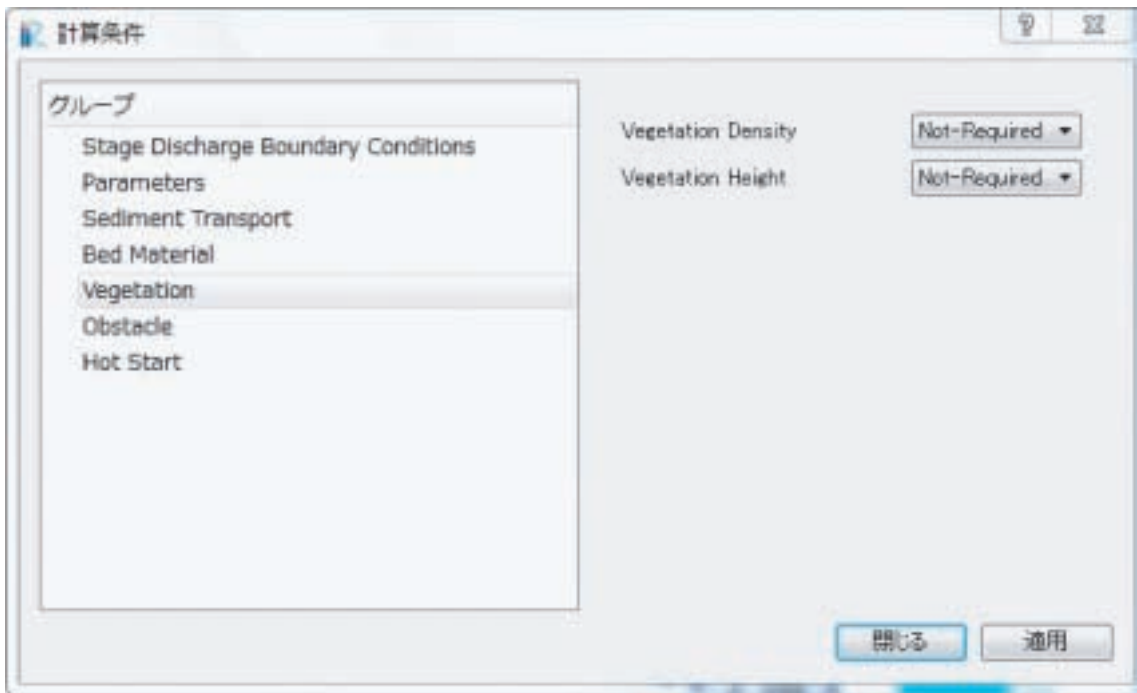 計算条件
グループ
Stage Discharge Boundary Conditions
Parameters
Sediment Transport
Bed Material
Vegetation
Obstacle
Hot Start
Vegetation Density Not-Required
Vegetation Height Not-Required
閉じる 適用